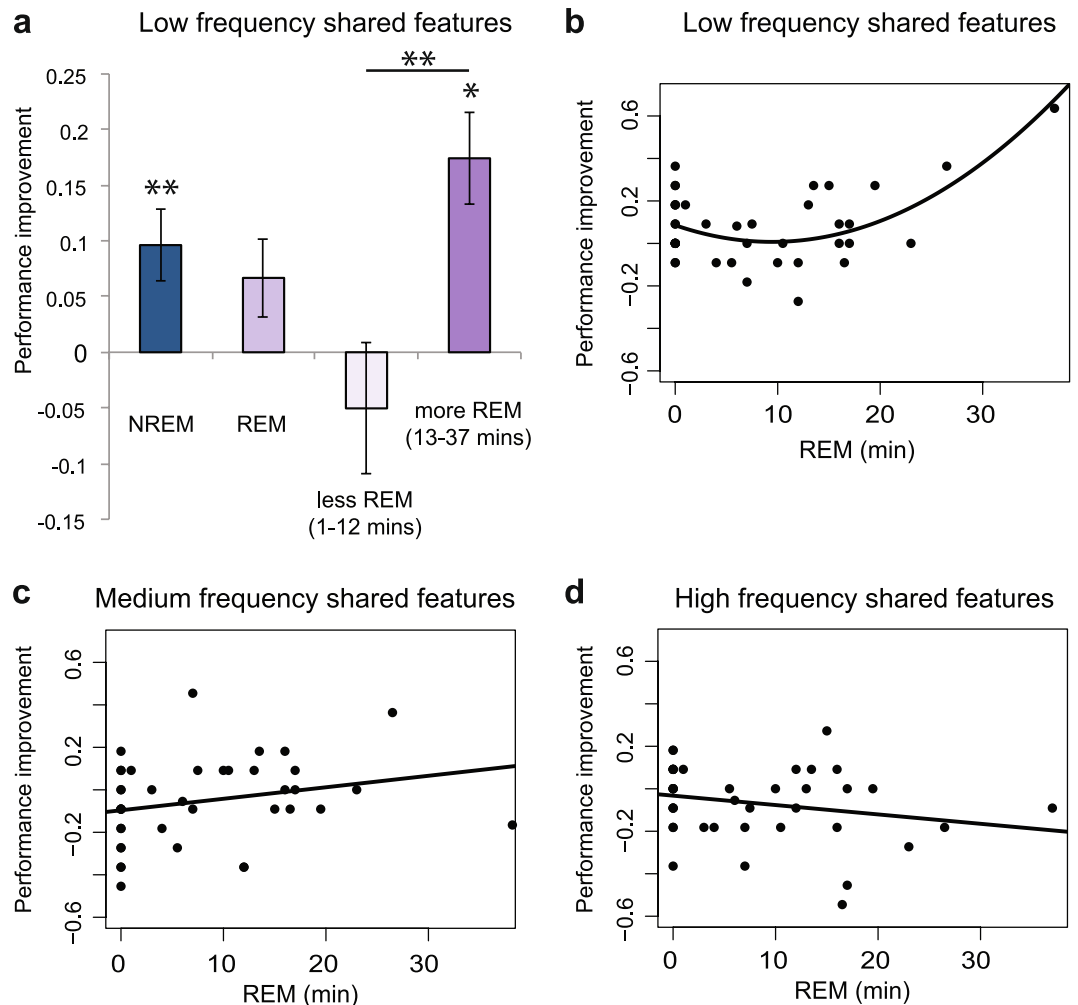 a Low frequency shared features
Performance improvement
0.25
0.2
0.15
0.1
0.05
0
-0.05
-0.1
-0.15
**
**
*
NREM
REM
less REM
(1-12 mins)
more REM
(13-37 mins)
b Low frequency shared features
Performance improvement
0.6
0.2
−0.2
−0.6
0 10 20 30
REM (min)
c Medium frequency shared features
Performance improvement
0.6
0.2
−0.2
−0.6
0 10 20 30
REM (min)
d High frequency shared features
Performance improvement
0.6
0.2
−0.2
−0.6
0 10 20 30
REM (min)